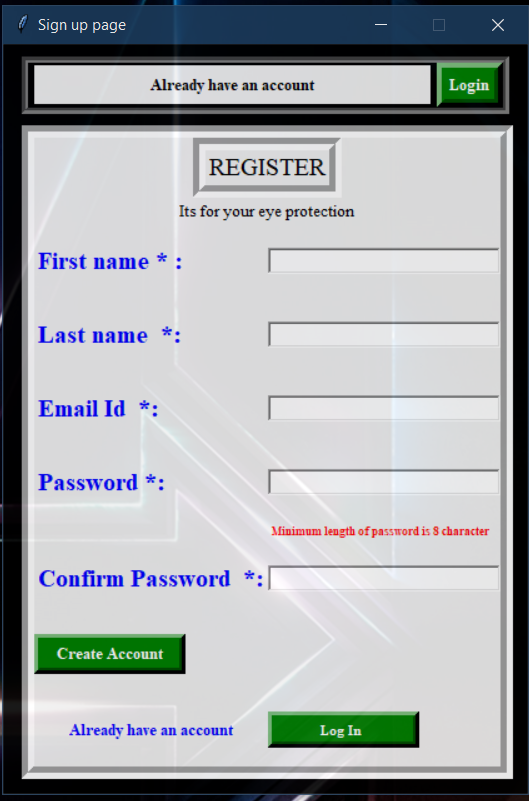 Sign up page
Already have an account Login
REGISTER
Its for your eye protection
First name * :
Last name *:
Email Id *:
Password *:
Minimum length of password is 8 character
Confirm Password *:
Create Account
Already have an account Log In